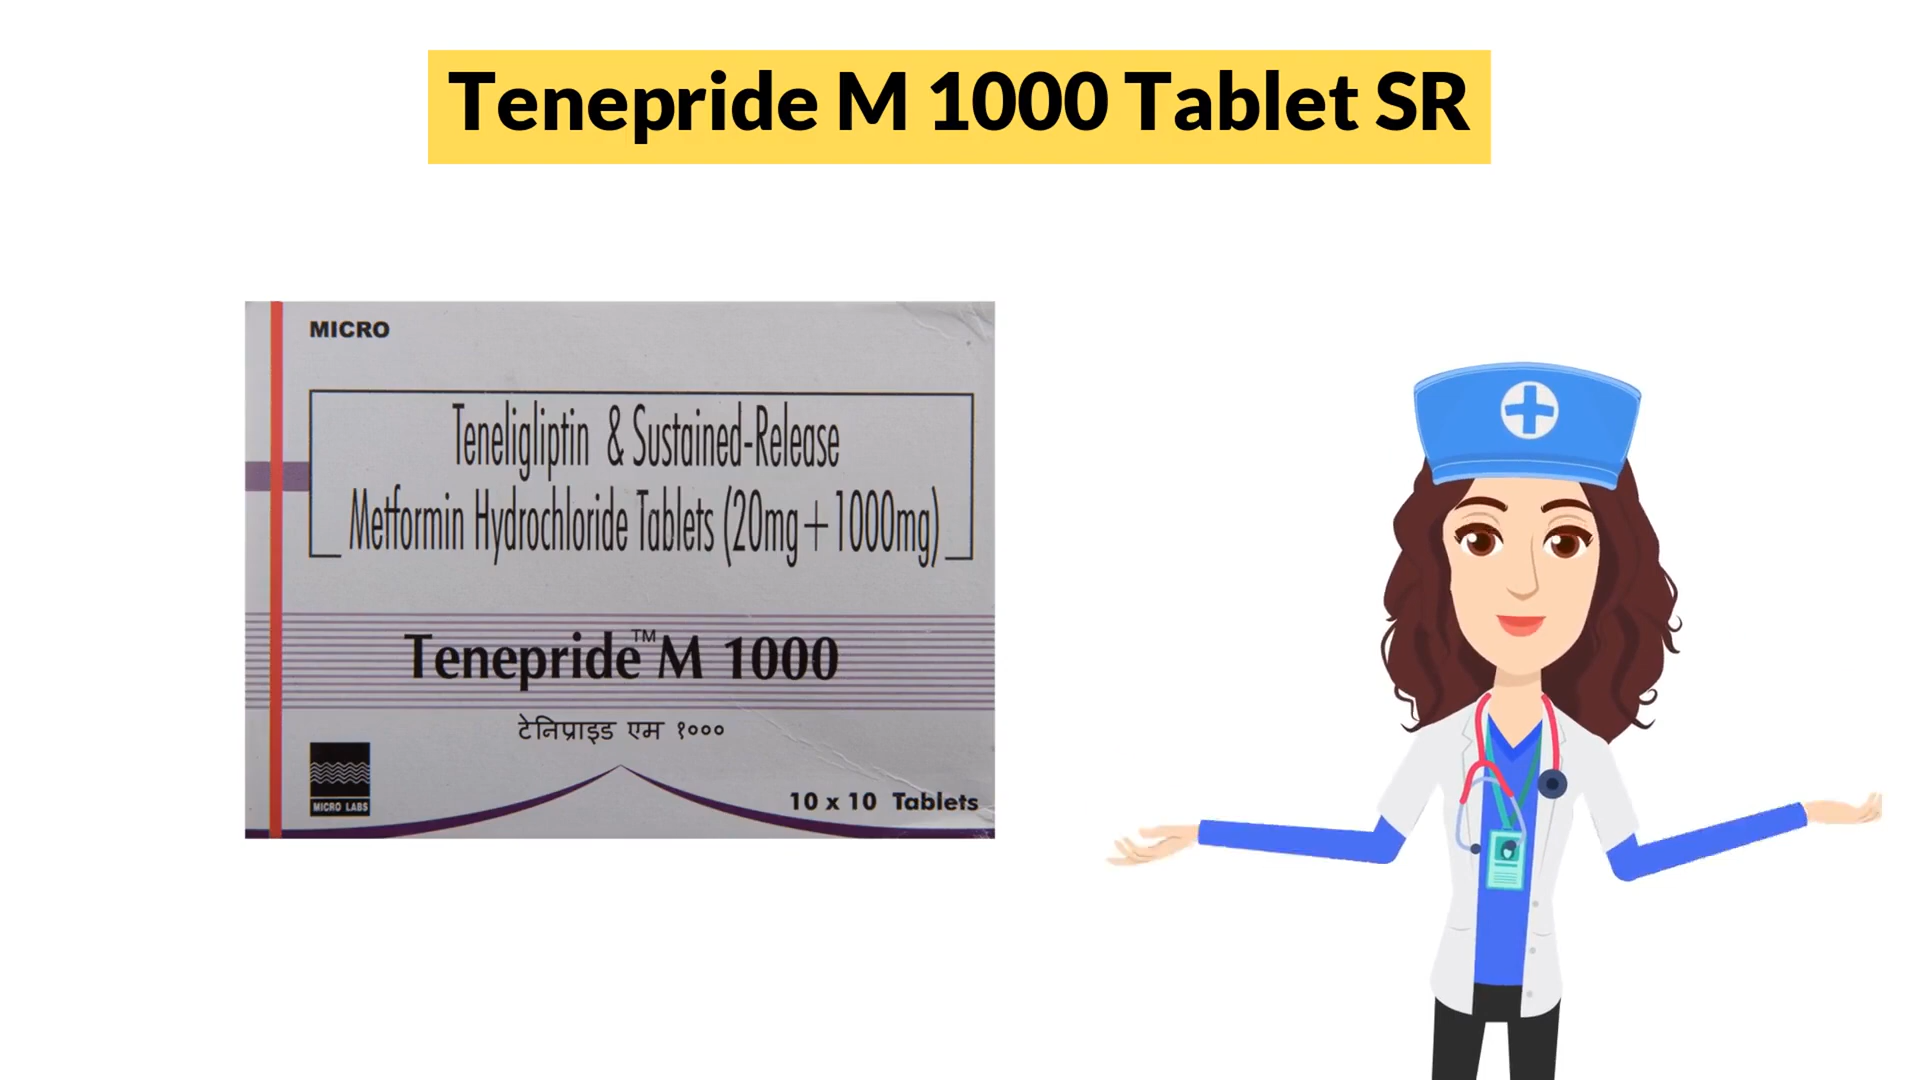 Tenepride M 1000 Tablet SR
MICRO
Teneligliptin & Sustained-Release
Metformin Hydrochloride Tablets (20mg+1000mg)
Tenepride™ M 1000
टेनिप्राइड एम १०००
MICRO LABS
10 x 10 Tablets